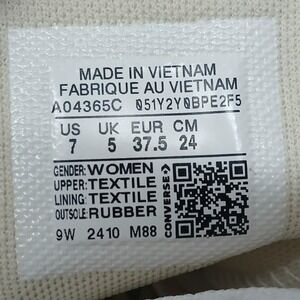 MADE IN VIETNAM
FABRIQUE AU VIETNAM
A04365C 051Y2Y0BPE2F5
US UK EUR CM
7 5 37.5 24
GENDER: WOMEN
UPPER: TEXTILE
LINING: TEXTILE
OUTSOLE: RUBBER
9W 2410 M88
CONVERSE